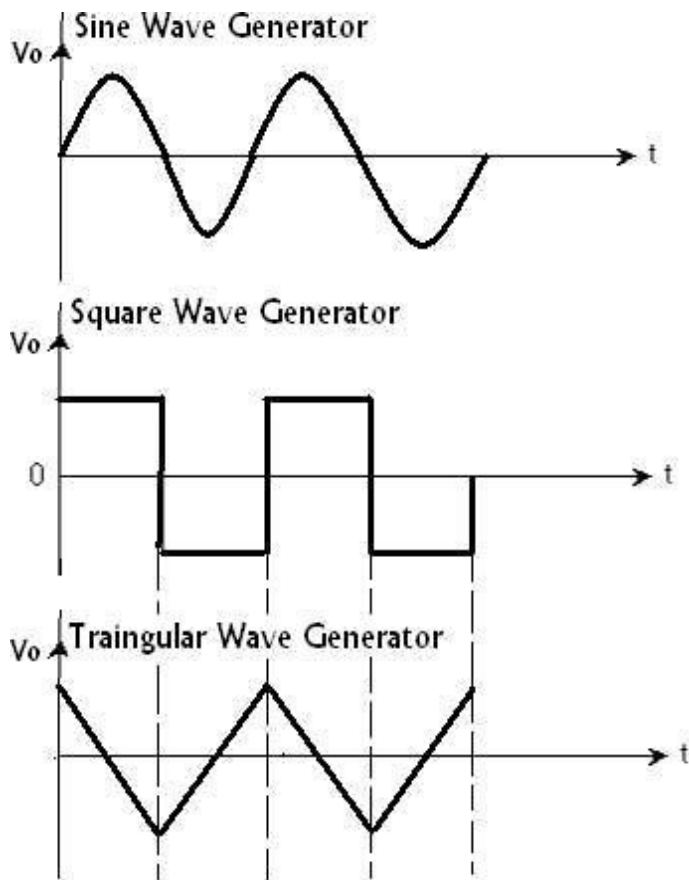 Sine Wave Generator
Vo
t
Square Wave Generator
Vo
0
t
Traingular Wave Generator
Vo
t